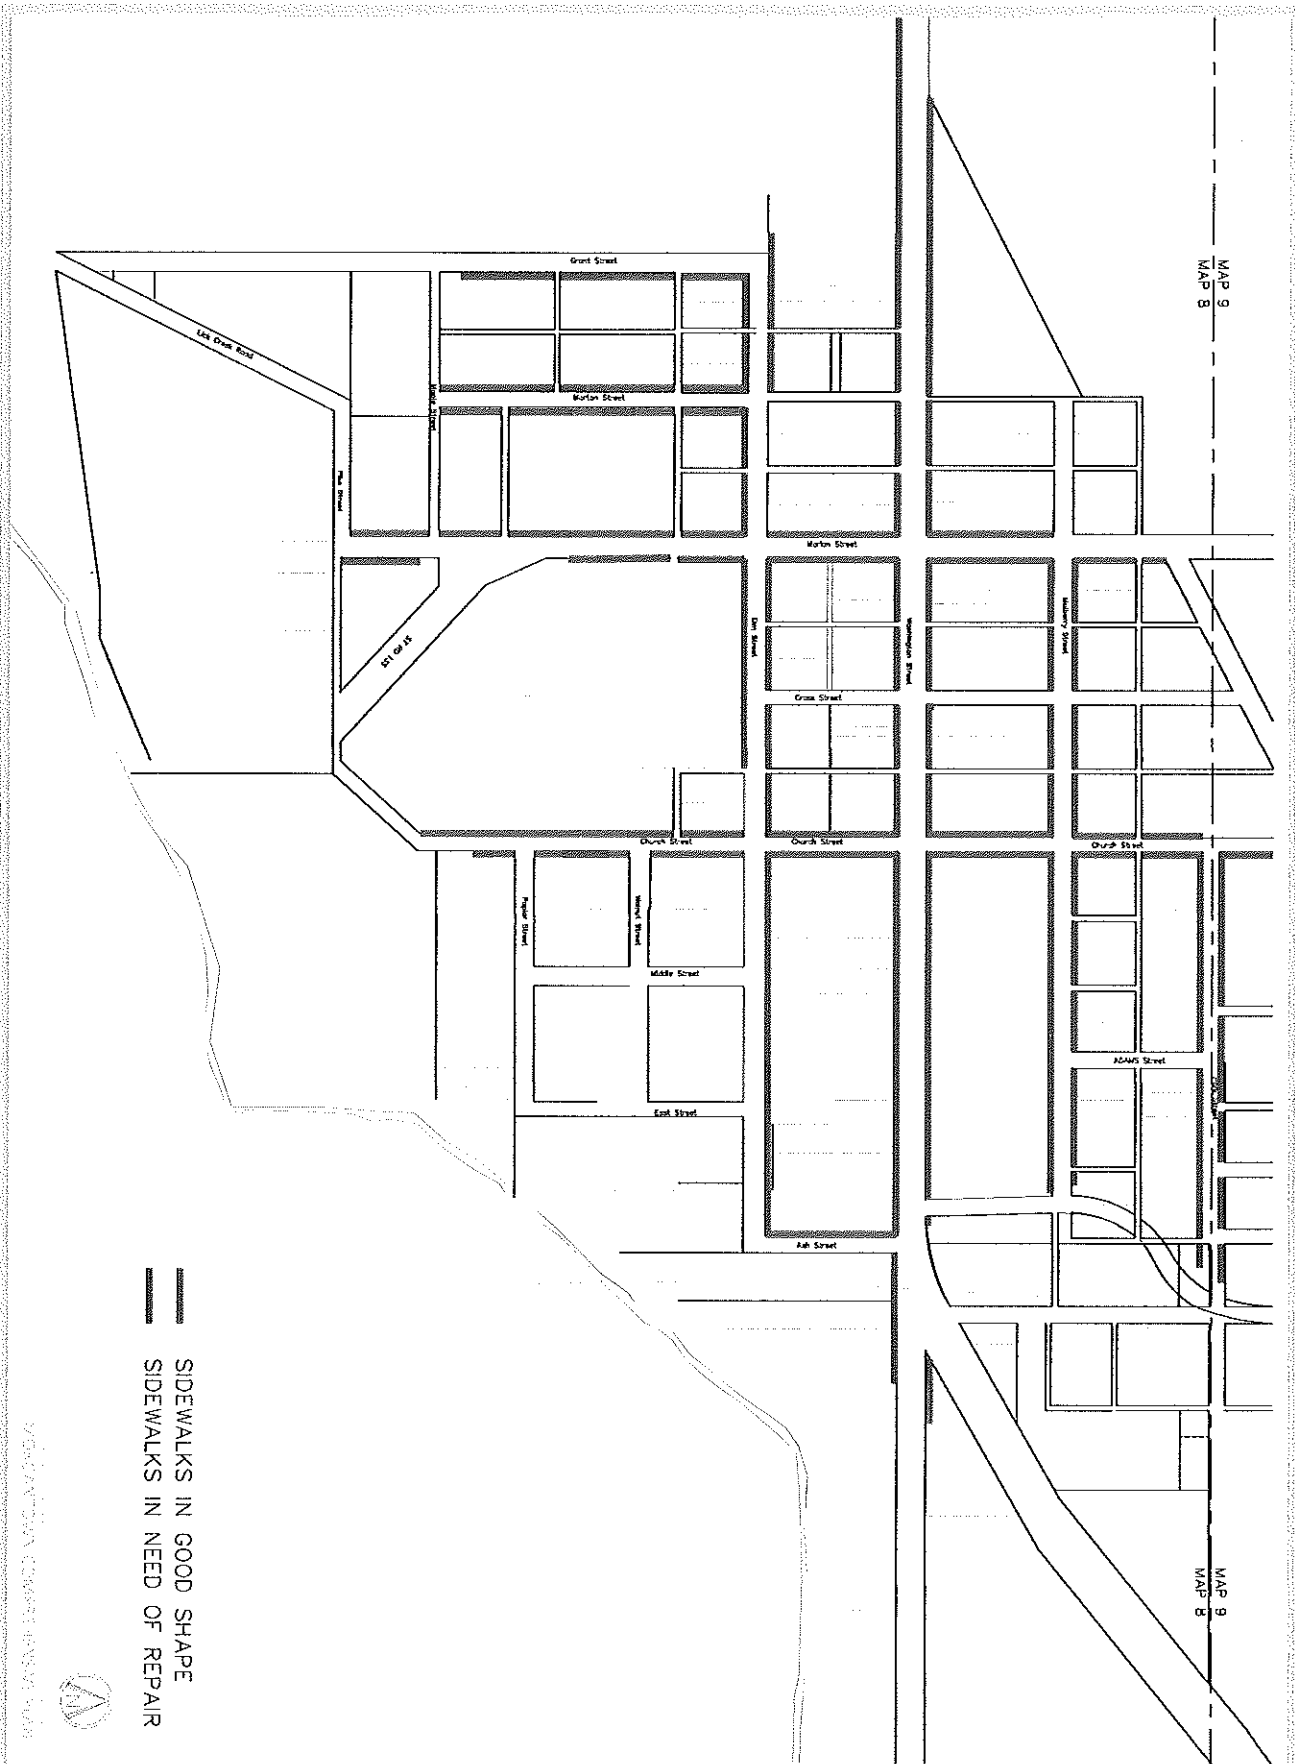 MAP 9
MAP 8
Grant Street
Lick Creek Road
Maple Street
Morton Street
Pike Street
Morton Street
ST RD 135
Elm Street
Washington Street
Mulberry Street
Cross Street
Church Street
Church Street
Church Street
Poplar Street
Walnut Street
Middle Street
ADAMS Street
East Street
Ash Street
MAP 9
MAP 8
SIDEWALKS IN GOOD SHAPE
SIDEWALKS IN NEED OF REPAIR